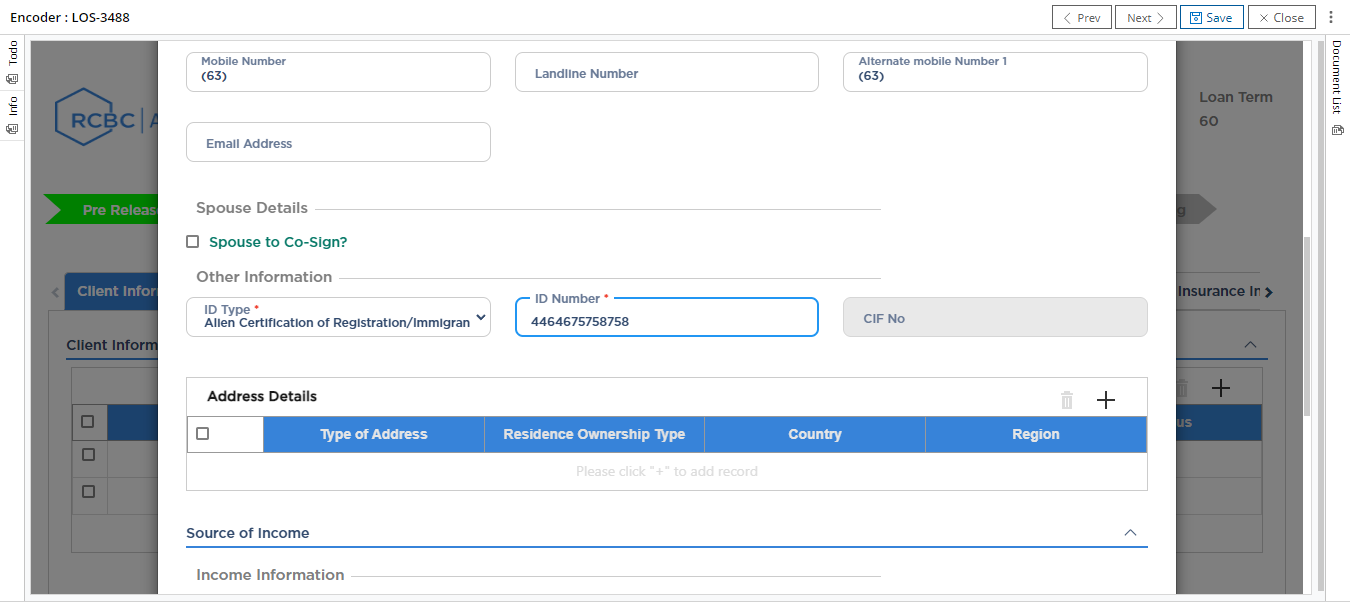 Encoder : LOS-3488
Prev
Next
Save
Close
Todo
Info
Document List
RCBC
Loan Term
60
Mobile Number
(63)
Landline Number
Alternate mobile Number 1
(63)
Email Address
Pre Releas
g
Spouse Details
Spouse to Co-Sign?
Other Information
Client Infor
Insurance In
ID Type *
Alien Certification of Registration/Immigran
ID Number *
4464675758758
CIF No
Client Inform
Address Details
us
Type of Address
Residence Ownership Type
Country
Region
Please click "+" to add record
Source of Income
Income Information